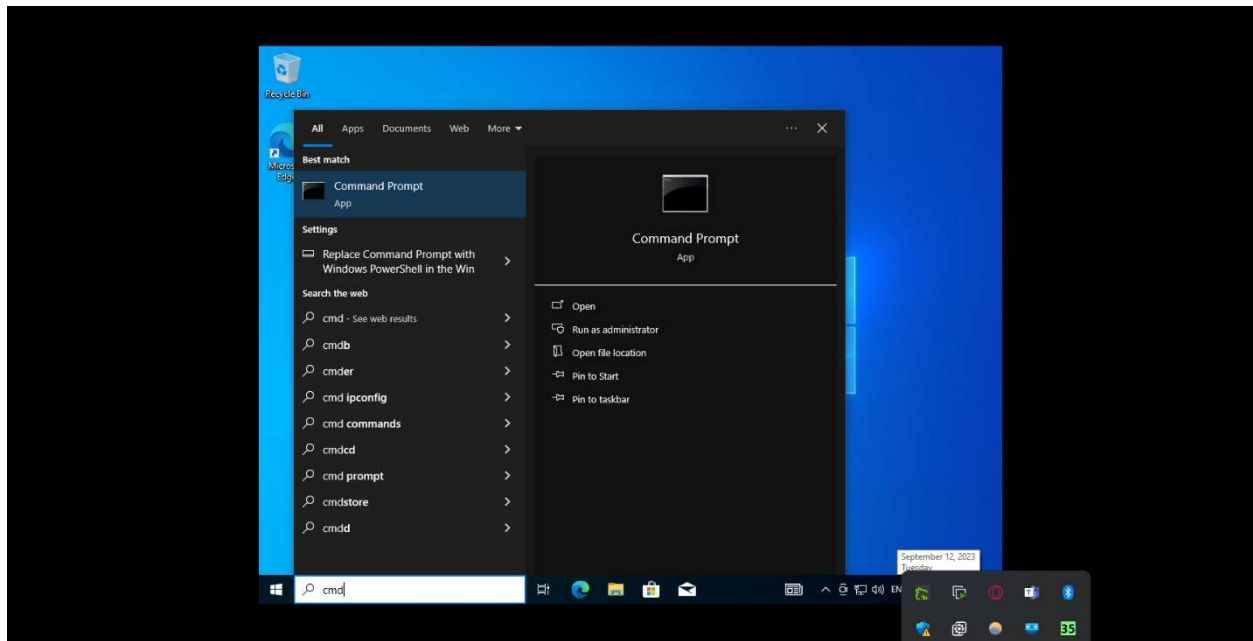 Recycle Bin
Edge
All Apps Documents Web More
Best match
Command Prompt
App
Settings
Replace Command Prompt with
Windows PowerShell in the Win
Search the web
cmd - See web results
cmdb
cmder
cmd ipconfig
cmd commands
cmdcd
cmd prompt
cmdstore
cmdd
Command Prompt
App
Open
Run as administrator
Open file location
Pin to Start
Pin to taskbar
September 12, 2023
Tuesday
cmd
EN
35